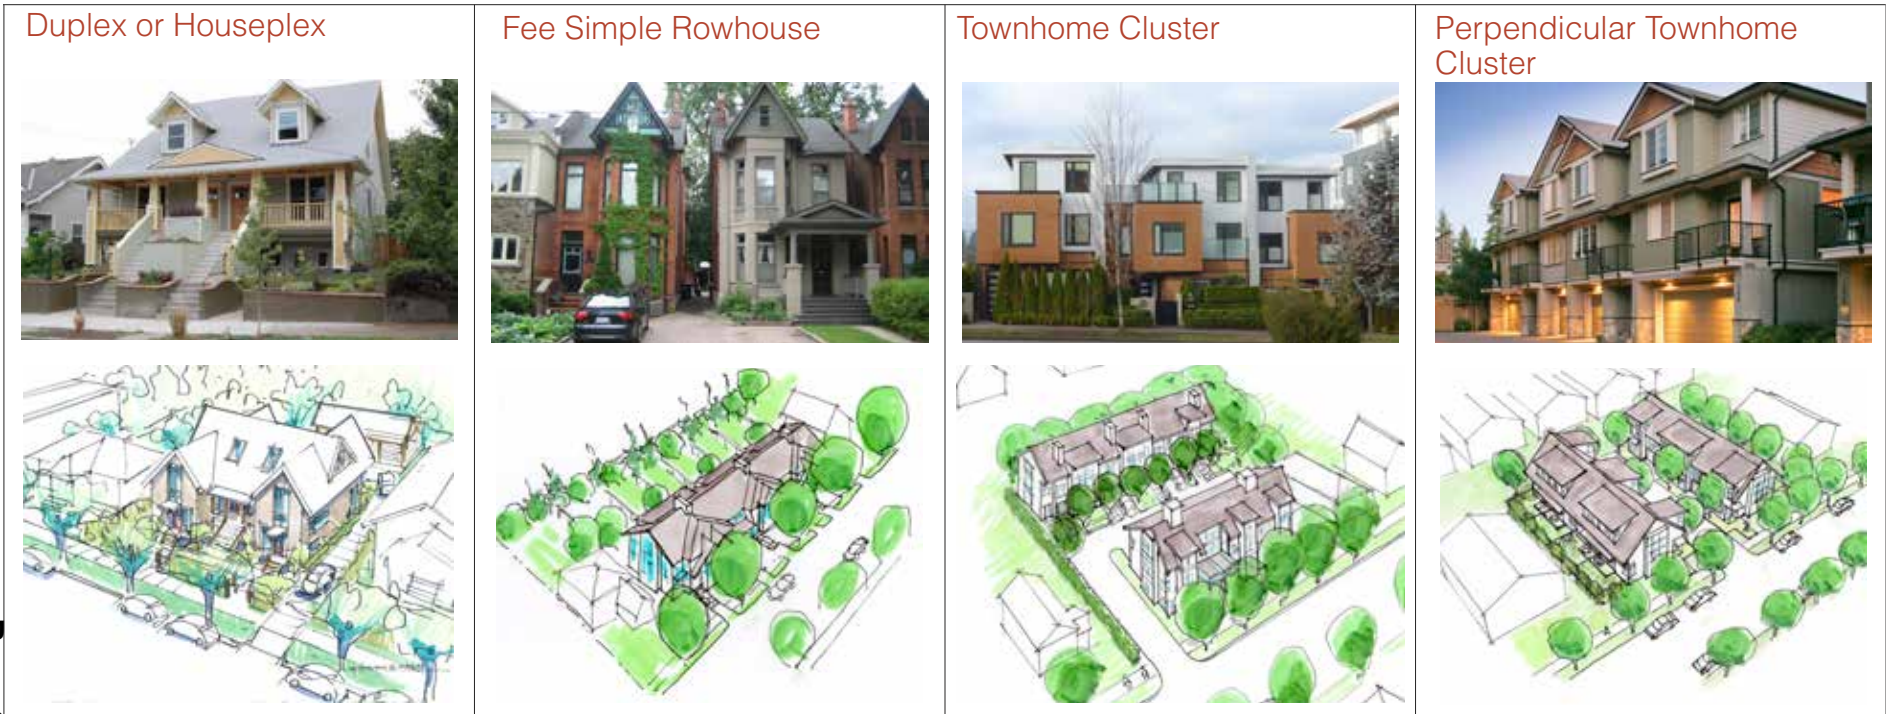 Duplex or Houseplex
Fee Simple Rowhouse
Townhome Cluster
Perpendicular Townhome
Cluster